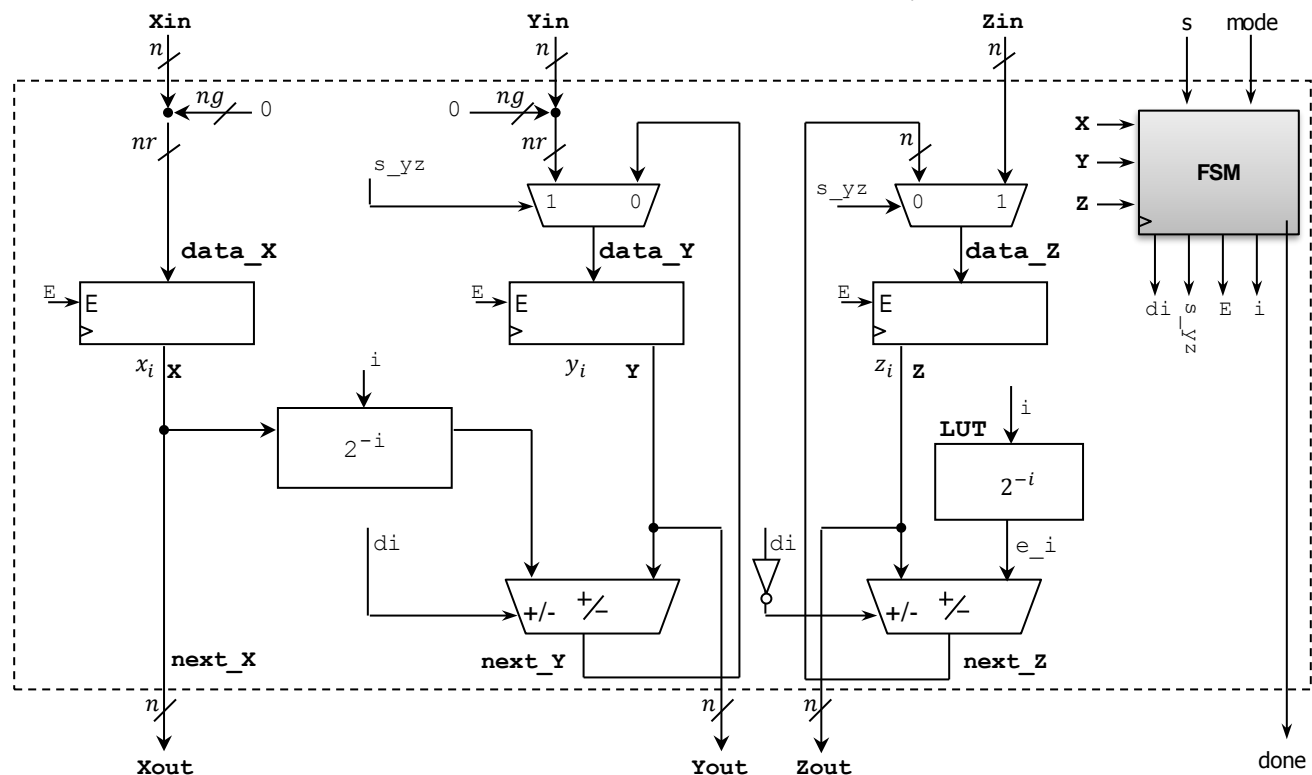 Xin
Yin
Zin
s
mode
n
n
n
ng
0
0
ng
nr
nr
n
X
Y
Z
FSM
s_yz
1
0
s_yz
0
1
data_X
data_Y
data_Z
E
E
E
E
E
E
di
s_yz
E
i
x_i X
y_i Y
z_i Z
i
2^{-i}
i
LUT
2^{-i}
di
di
e_i
+/-
+/-
+/-
+/-
next_X
next_Y
next_Z
n
n
n
Xout
Yout
Zout
done